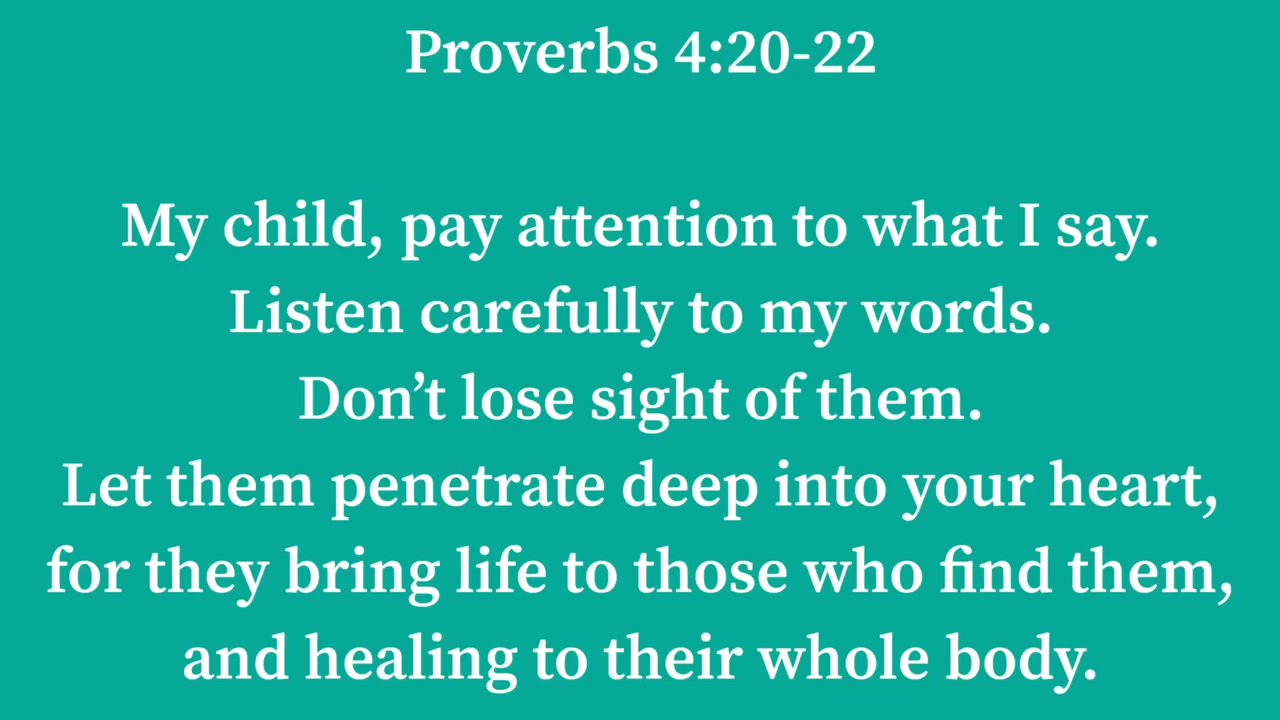 Proverbs 4:20-22
My child, pay attention to what I say.
Listen carefully to my words.
Don’t lose sight of them.
Let them penetrate deep into your heart,
for they bring life to those who find them,
and healing to their whole body.